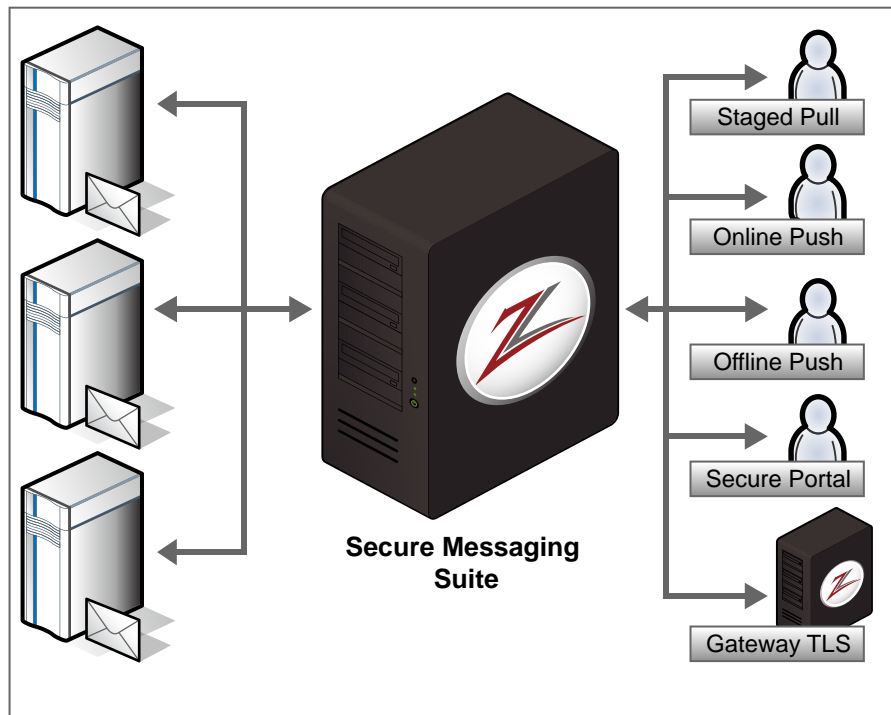 Staged Pull
Online Push
Offline Push
Secure Portal
Secure Messaging
Suite
Gateway TLS